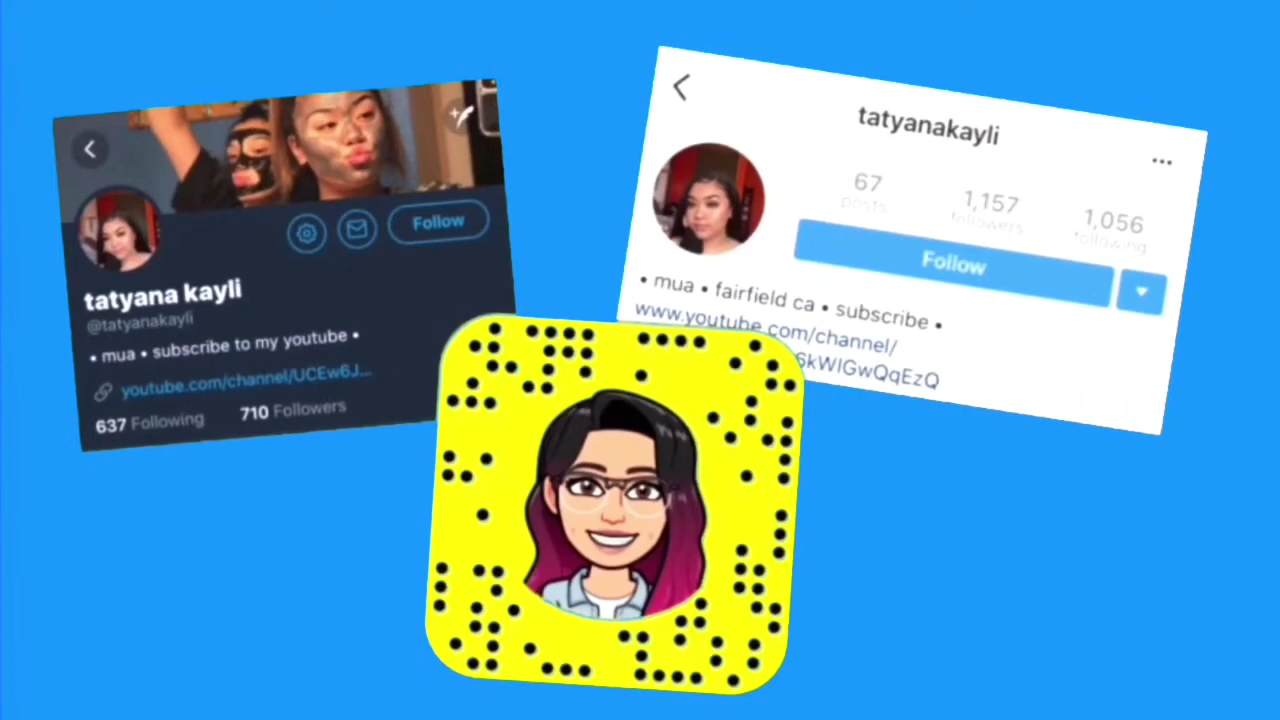 Follow
tatyana kayli
@tatyanakayli
• mua • subscribe to my youtube •
youtube.com/channel/UCEw6J...
637 Following 710 Followers
tatyanakayli
67 1,157 1,056
posts followers following
Follow
• mua • fairfield ca • subscribe •
www.youtube.com/channel/
6kWIGwQqEzQ